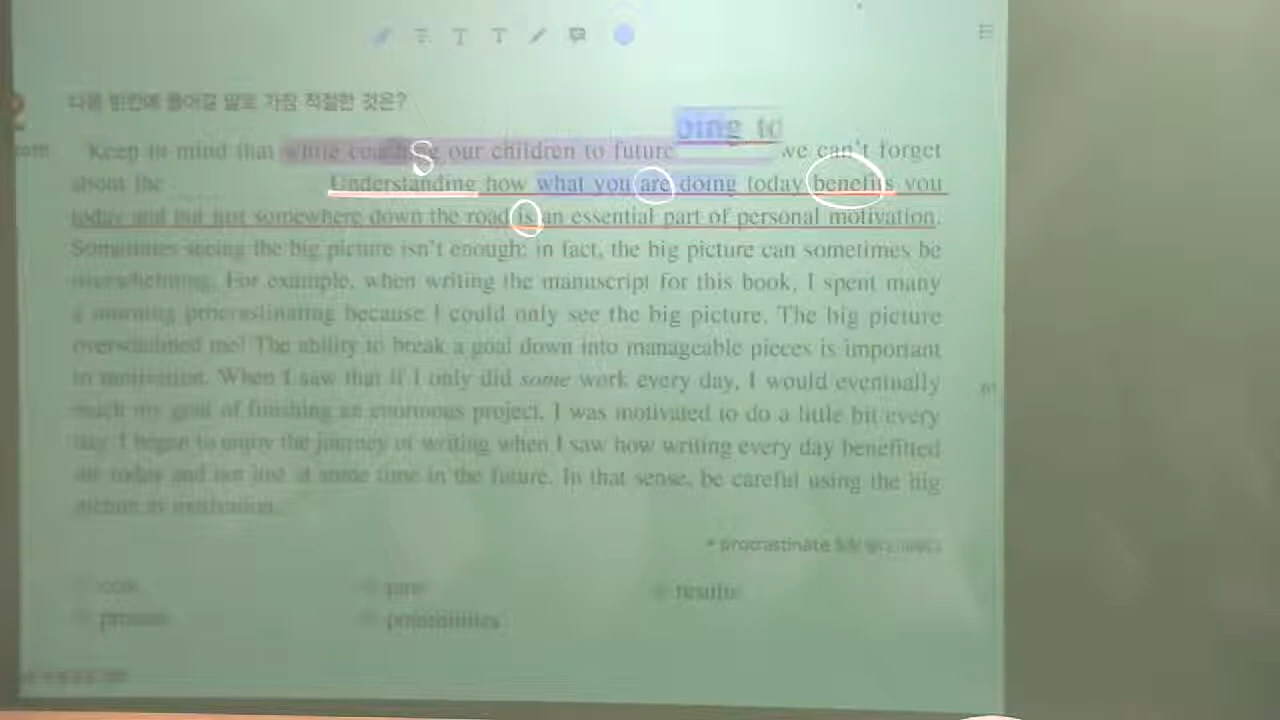 2
다음 빈칸에 들어갈 말로 가장 적절한 것은?
oing to
S
Keep in mind that while coaching our children to future we can't forget
about the Understanding how what you are doing today benefits you
today and not just somewhere down the road is an essential part of personal motivation.
Sometimes seeing the big picture isn't enough; in fact, the big picture can sometimes be
overwhelming. For example, when writing the manuscript for this book, I spent many
a morning procrastinating because I could only see the big picture. The big picture
overwhelmed me! The ability to break a goal down into manageable pieces is important
to motivation. When I saw that if I only did some work every day, I would eventually
reach my goal of finishing an enormous project, I was motivated to do a little bit every
day. I began to enjoy the journey of writing when I saw how writing every day benefitted
me today and not just at some time in the future. In that sense, be careful using the big
picture as motivation.
* procrastinate
results
process
possibilities